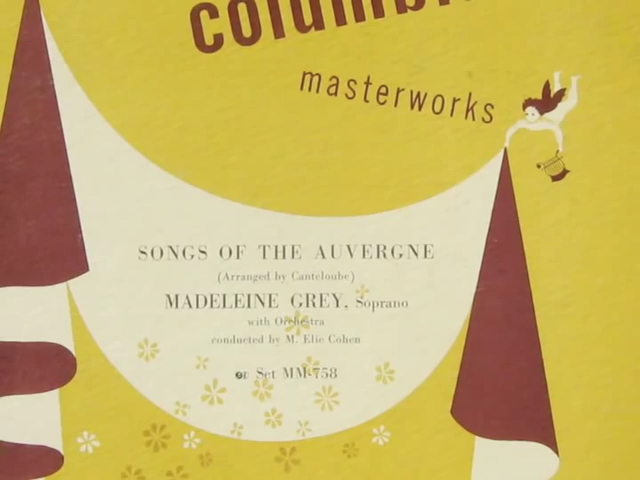 columbia
masterworks
SONGS OF THE AUVERGNE
(Arranged by Canteloube)
MADELEINE GREY, Soprano
with Orchestra
conducted by M. Elie Cohen
Set MM-758